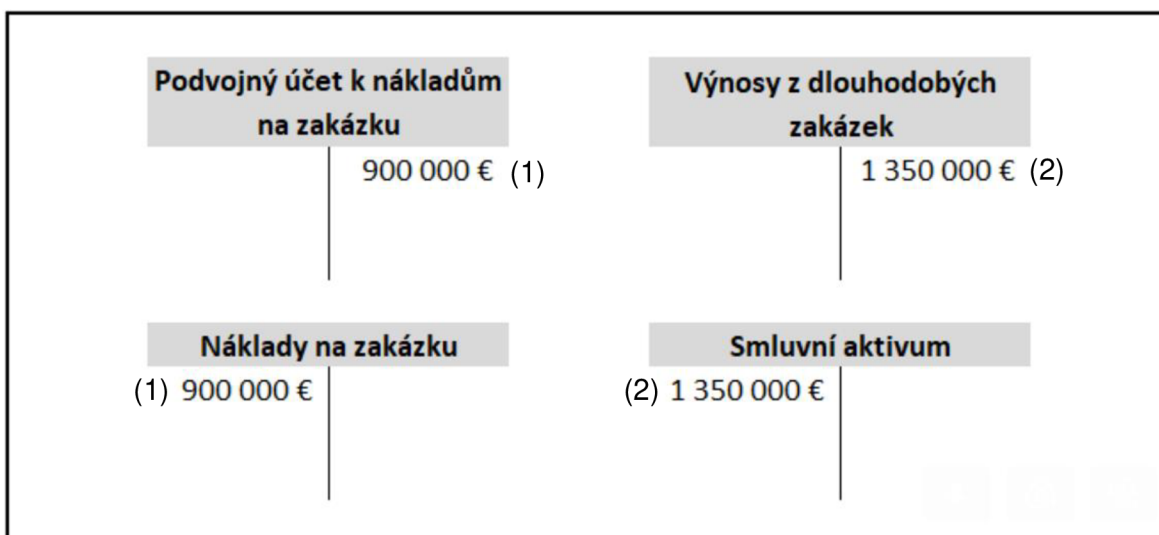 Podvojný účet k nákladům
na zakázku
900 000 € (1)
Výnosy z dlouhodobých
zakázek
1 350 000 € (2)
Náklady na zakázku
(1) 900 000 €
Smluvní aktivum
(2) 1 350 000 €